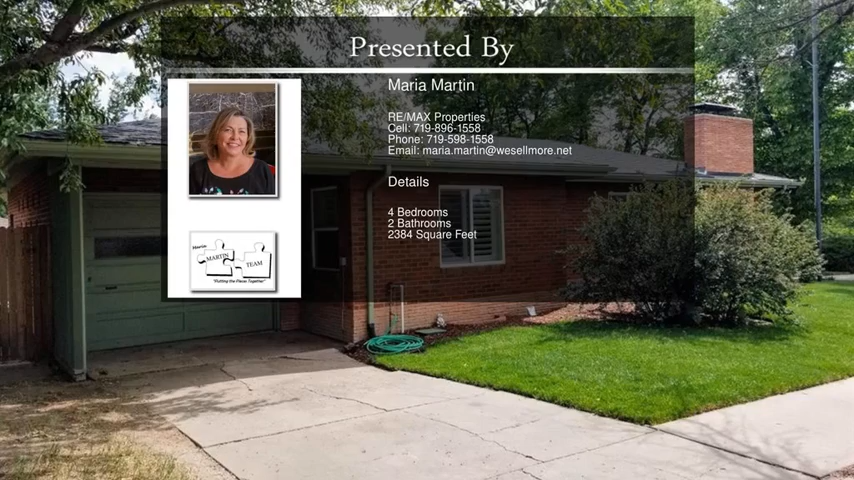 Presented By
Maria Martin
RE/MAX Properties
Cell: 719-896-1558
Phone: 719-598-1558
Email: maria.martin@wesellmore.net
Details
4 Bedrooms
2 Bathrooms
2384 Square Feet
Maria
MARTIN
TEAM
"Putting the Pieces Together"